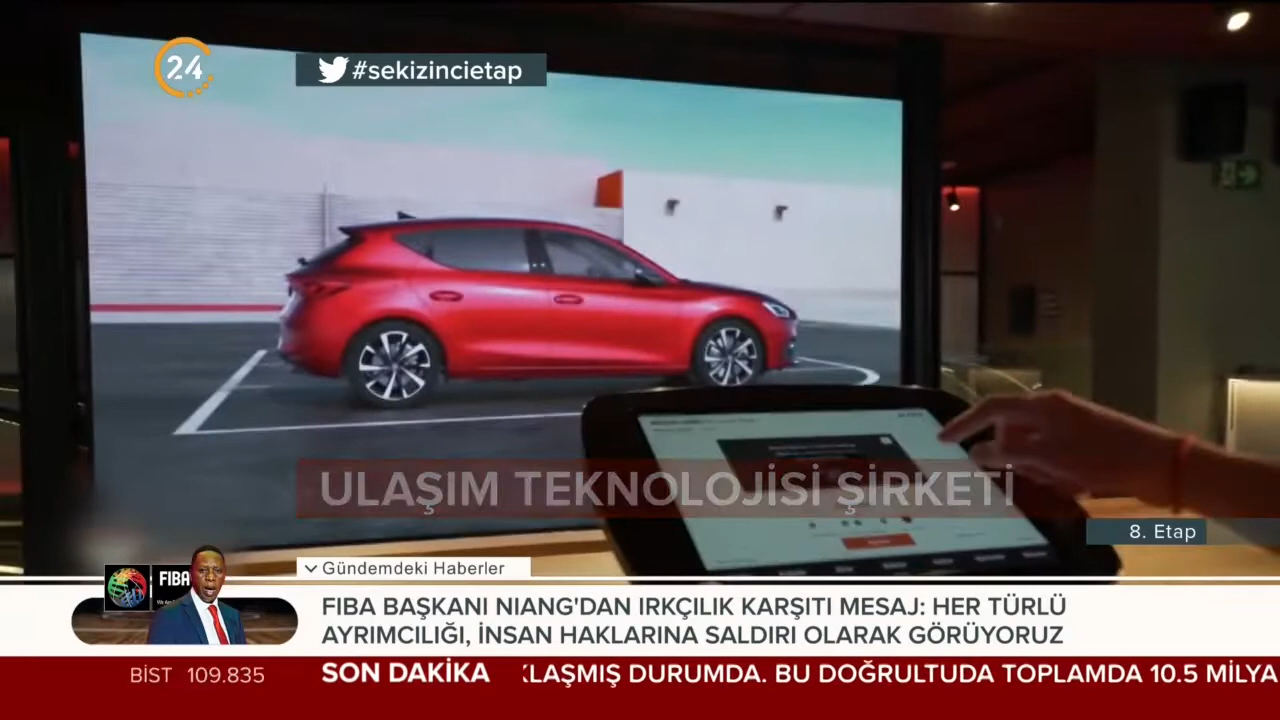 24
#sekizincietap
ULAŞIM TEKNOLOJİSİ ŞİRKETİ
8. Etap
Gündemdeki Haberler
FIBA
FIBA BAŞKANI NIANG'DAN IRKÇILIK KARŞITI MESAJ: HER TÜRLÜ
AYRIMCILIĞI, İNSAN HAKLARINA SALDIRI OLARAK GÖRÜYORUZ
BİST 109.835
SON DAKİKA
KLAŞMIŞ DURUMDA. BU DOĞRULTUDA TOPLAMDA 10.5 MİLYA